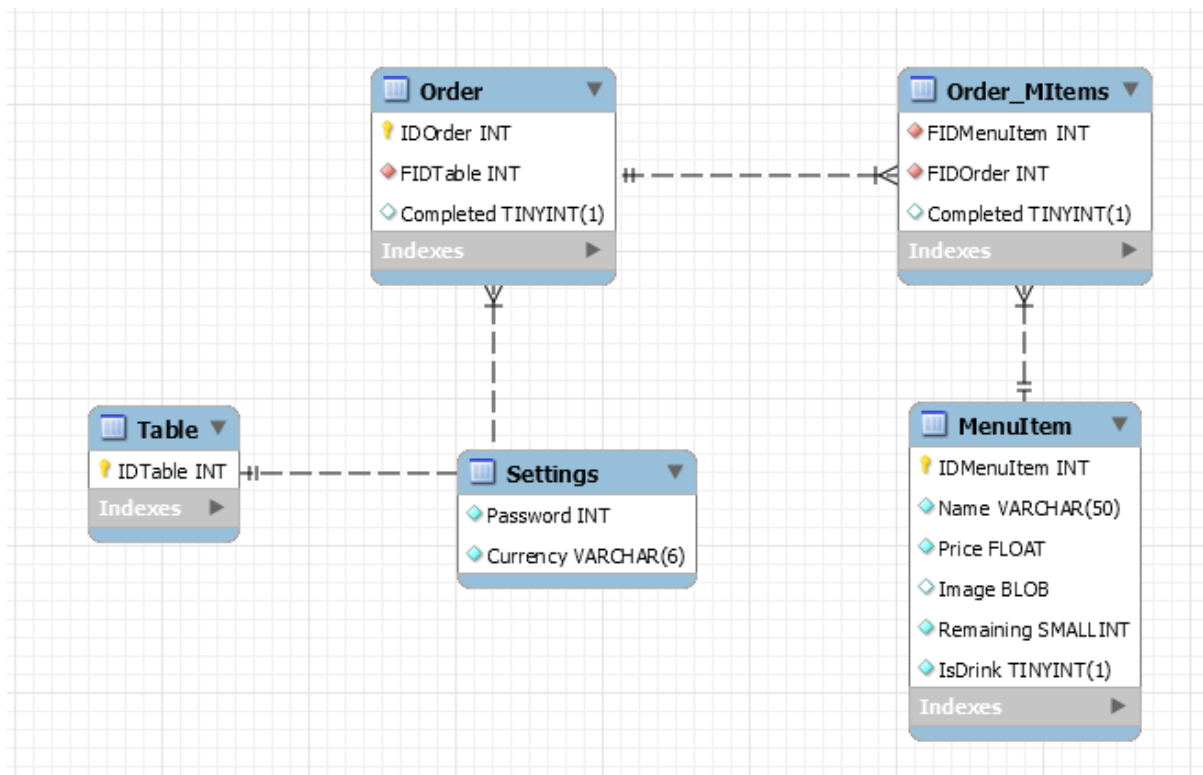 Order
IDOrder INT
FIDTable INT
Completed TINYINT(1)
Indexes
Order_MItems
FIDMenuItem INT
FIDOrder INT
Completed TINYINT(1)
Indexes
Table
IDTable INT
Indexes
Settings
Password INT
Currency VARCHAR(6)
MenuItem
IDMenuItem INT
Name VARCHAR(50)
Price FLOAT
Image BLOB
Remaining SMALLINT
IsDrink TINYINT(1)
Indexes